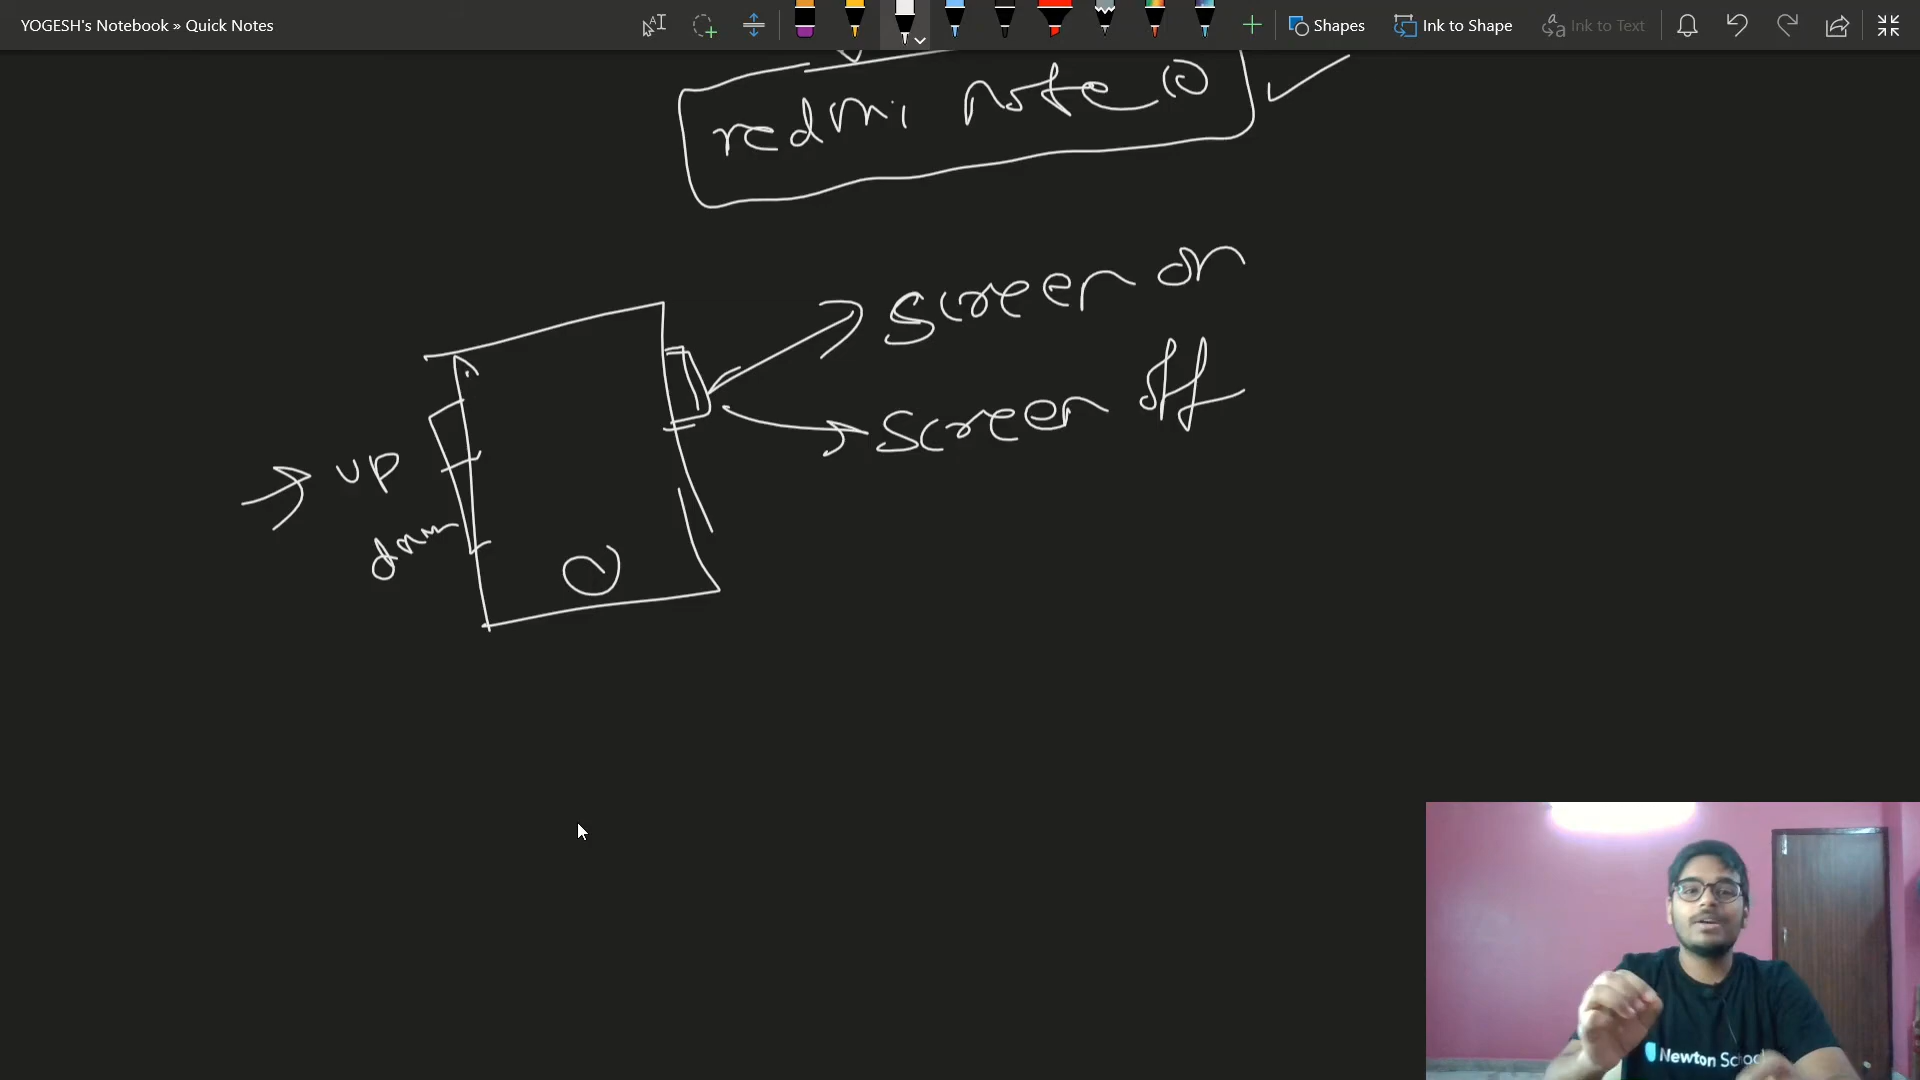 YOGESH's Notebook » Quick Notes
Shapes
Ink to Shape
Ink to Text
redmi note 10
screen on
screen off
up
down
Newton School